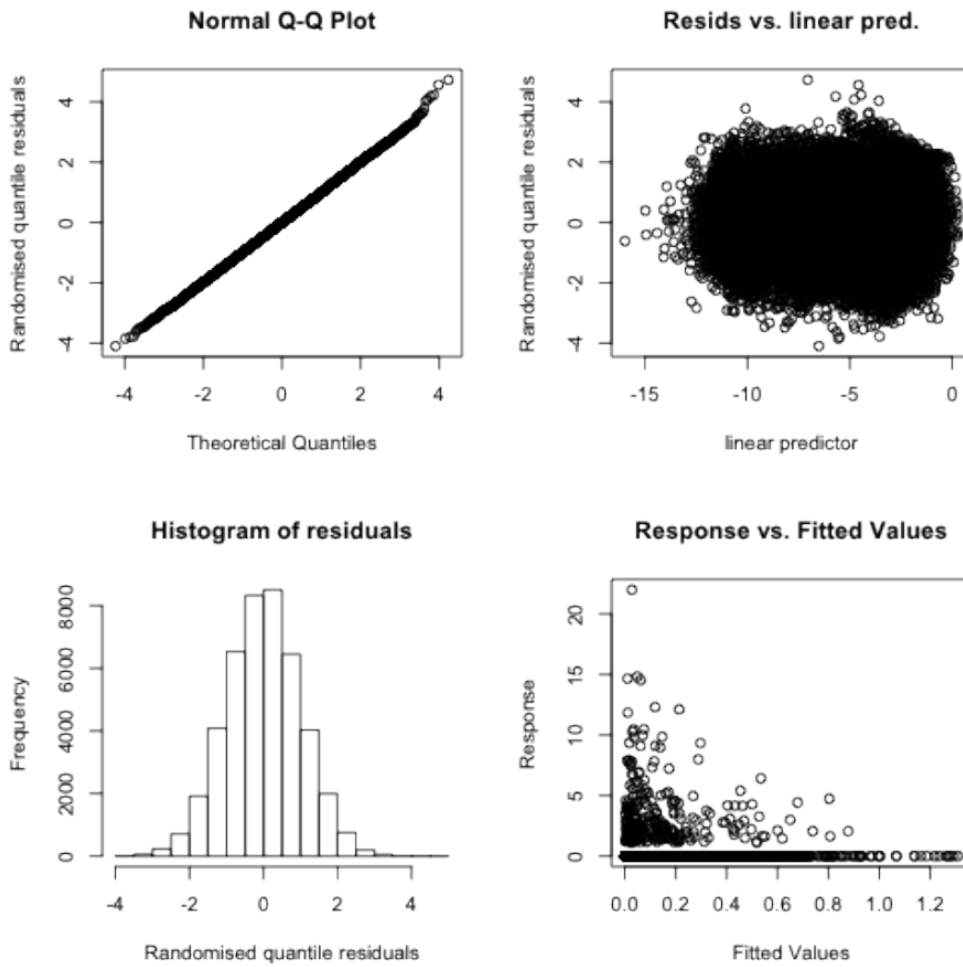 Normal Q-Q Plot
Randomised quantile residuals
4
2
0
-2
-4
-4 -2 0 2 4
Theoretical Quantiles
Resids vs. linear pred.
Randomised quantile residuals
4
2
0
-2
-4
-15 -10 -5 0
linear predictor
Histogram of residuals
Frequency
8000
6000
4000
2000
0
-4 -2 0 2 4
Randomised quantile residuals
Response vs. Fitted Values
Response
20
15
10
5
0
0.0 0.2 0.4 0.6 0.8 1.0 1.2
Fitted Values